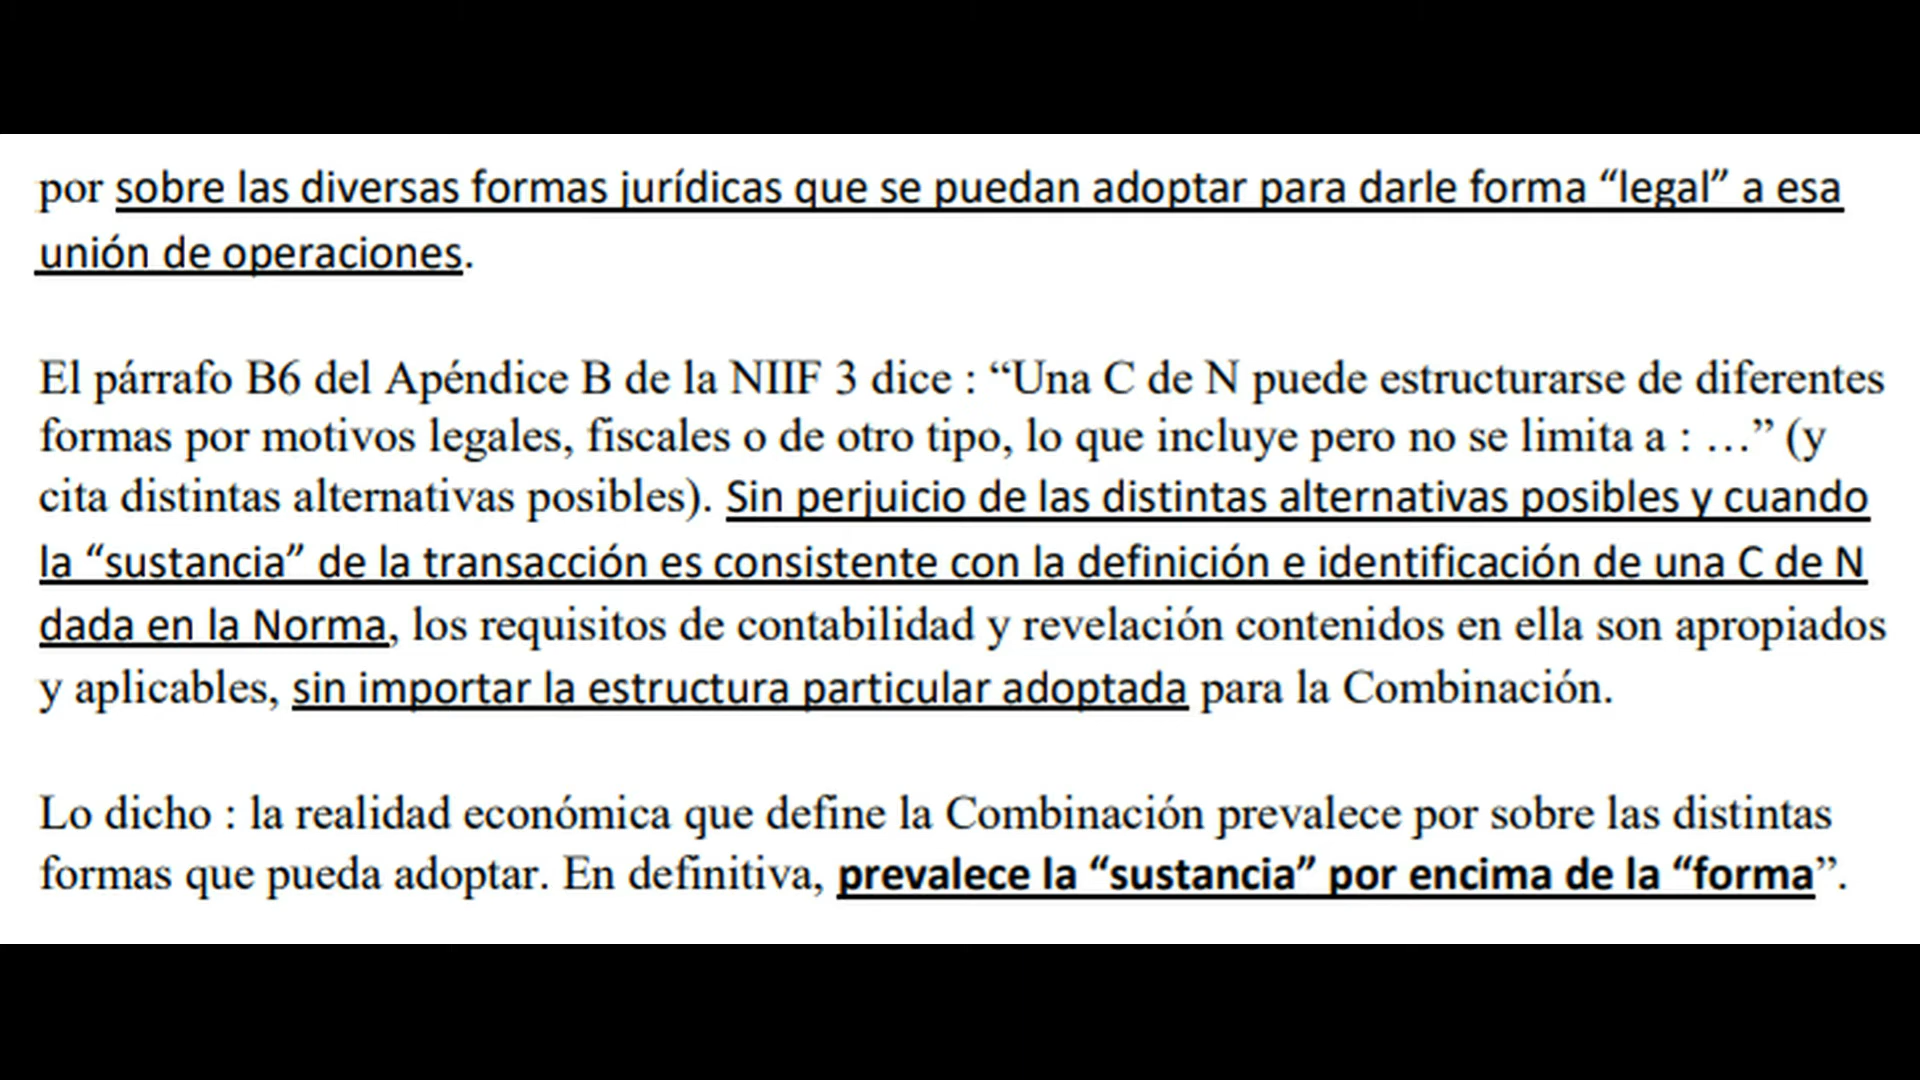 por sobre las diversas formas jurídicas que se puedan adoptar para darle forma “legal” a esa
unión de operaciones.
El párrafo B6 del Apéndice B de la NIIF 3 dice : “Una C de N puede estructurarse de diferentes
formas por motivos legales, fiscales o de otro tipo, lo que incluye pero no se limita a : …” (y
cita distintas alternativas posibles). Sin perjuicio de las distintas alternativas posibles y cuando
la “sustancia” de la transacción es consistente con la definición e identificación de una C de N
dada en la Norma, los requisitos de contabilidad y revelación contenidos en ella son apropiados
y aplicables, sin importar la estructura particular adoptada para la Combinación.
Lo dicho : la realidad económica que define la Combinación prevalece por sobre las distintas
formas que pueda adoptar. En definitiva, prevalece la “sustancia” por encima de la “forma”.